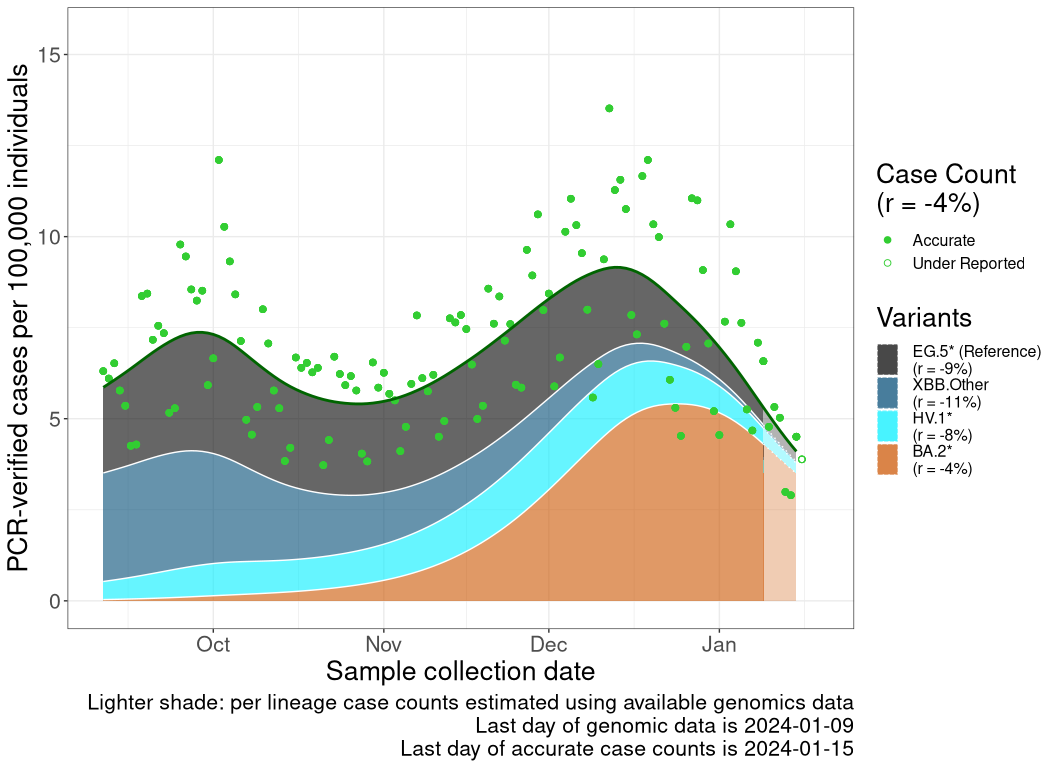 PCR-verified cases per 100,000 individuals
15
10
5
0
Oct Nov Dec Jan
Sample collection date
Lighter shade: per lineage case counts estimated using available genomics data
Last day of genomic data is 2024-01-09
Last day of accurate case counts is 2024-01-15
Case Count
(r = -4%)
Accurate
Under Reported
Variants
EG.5* (Reference)
(r = -9%)
XBB.Other
(r = -11%)
HV.1*
(r = -8%)
BA.2*
(r = -4%)